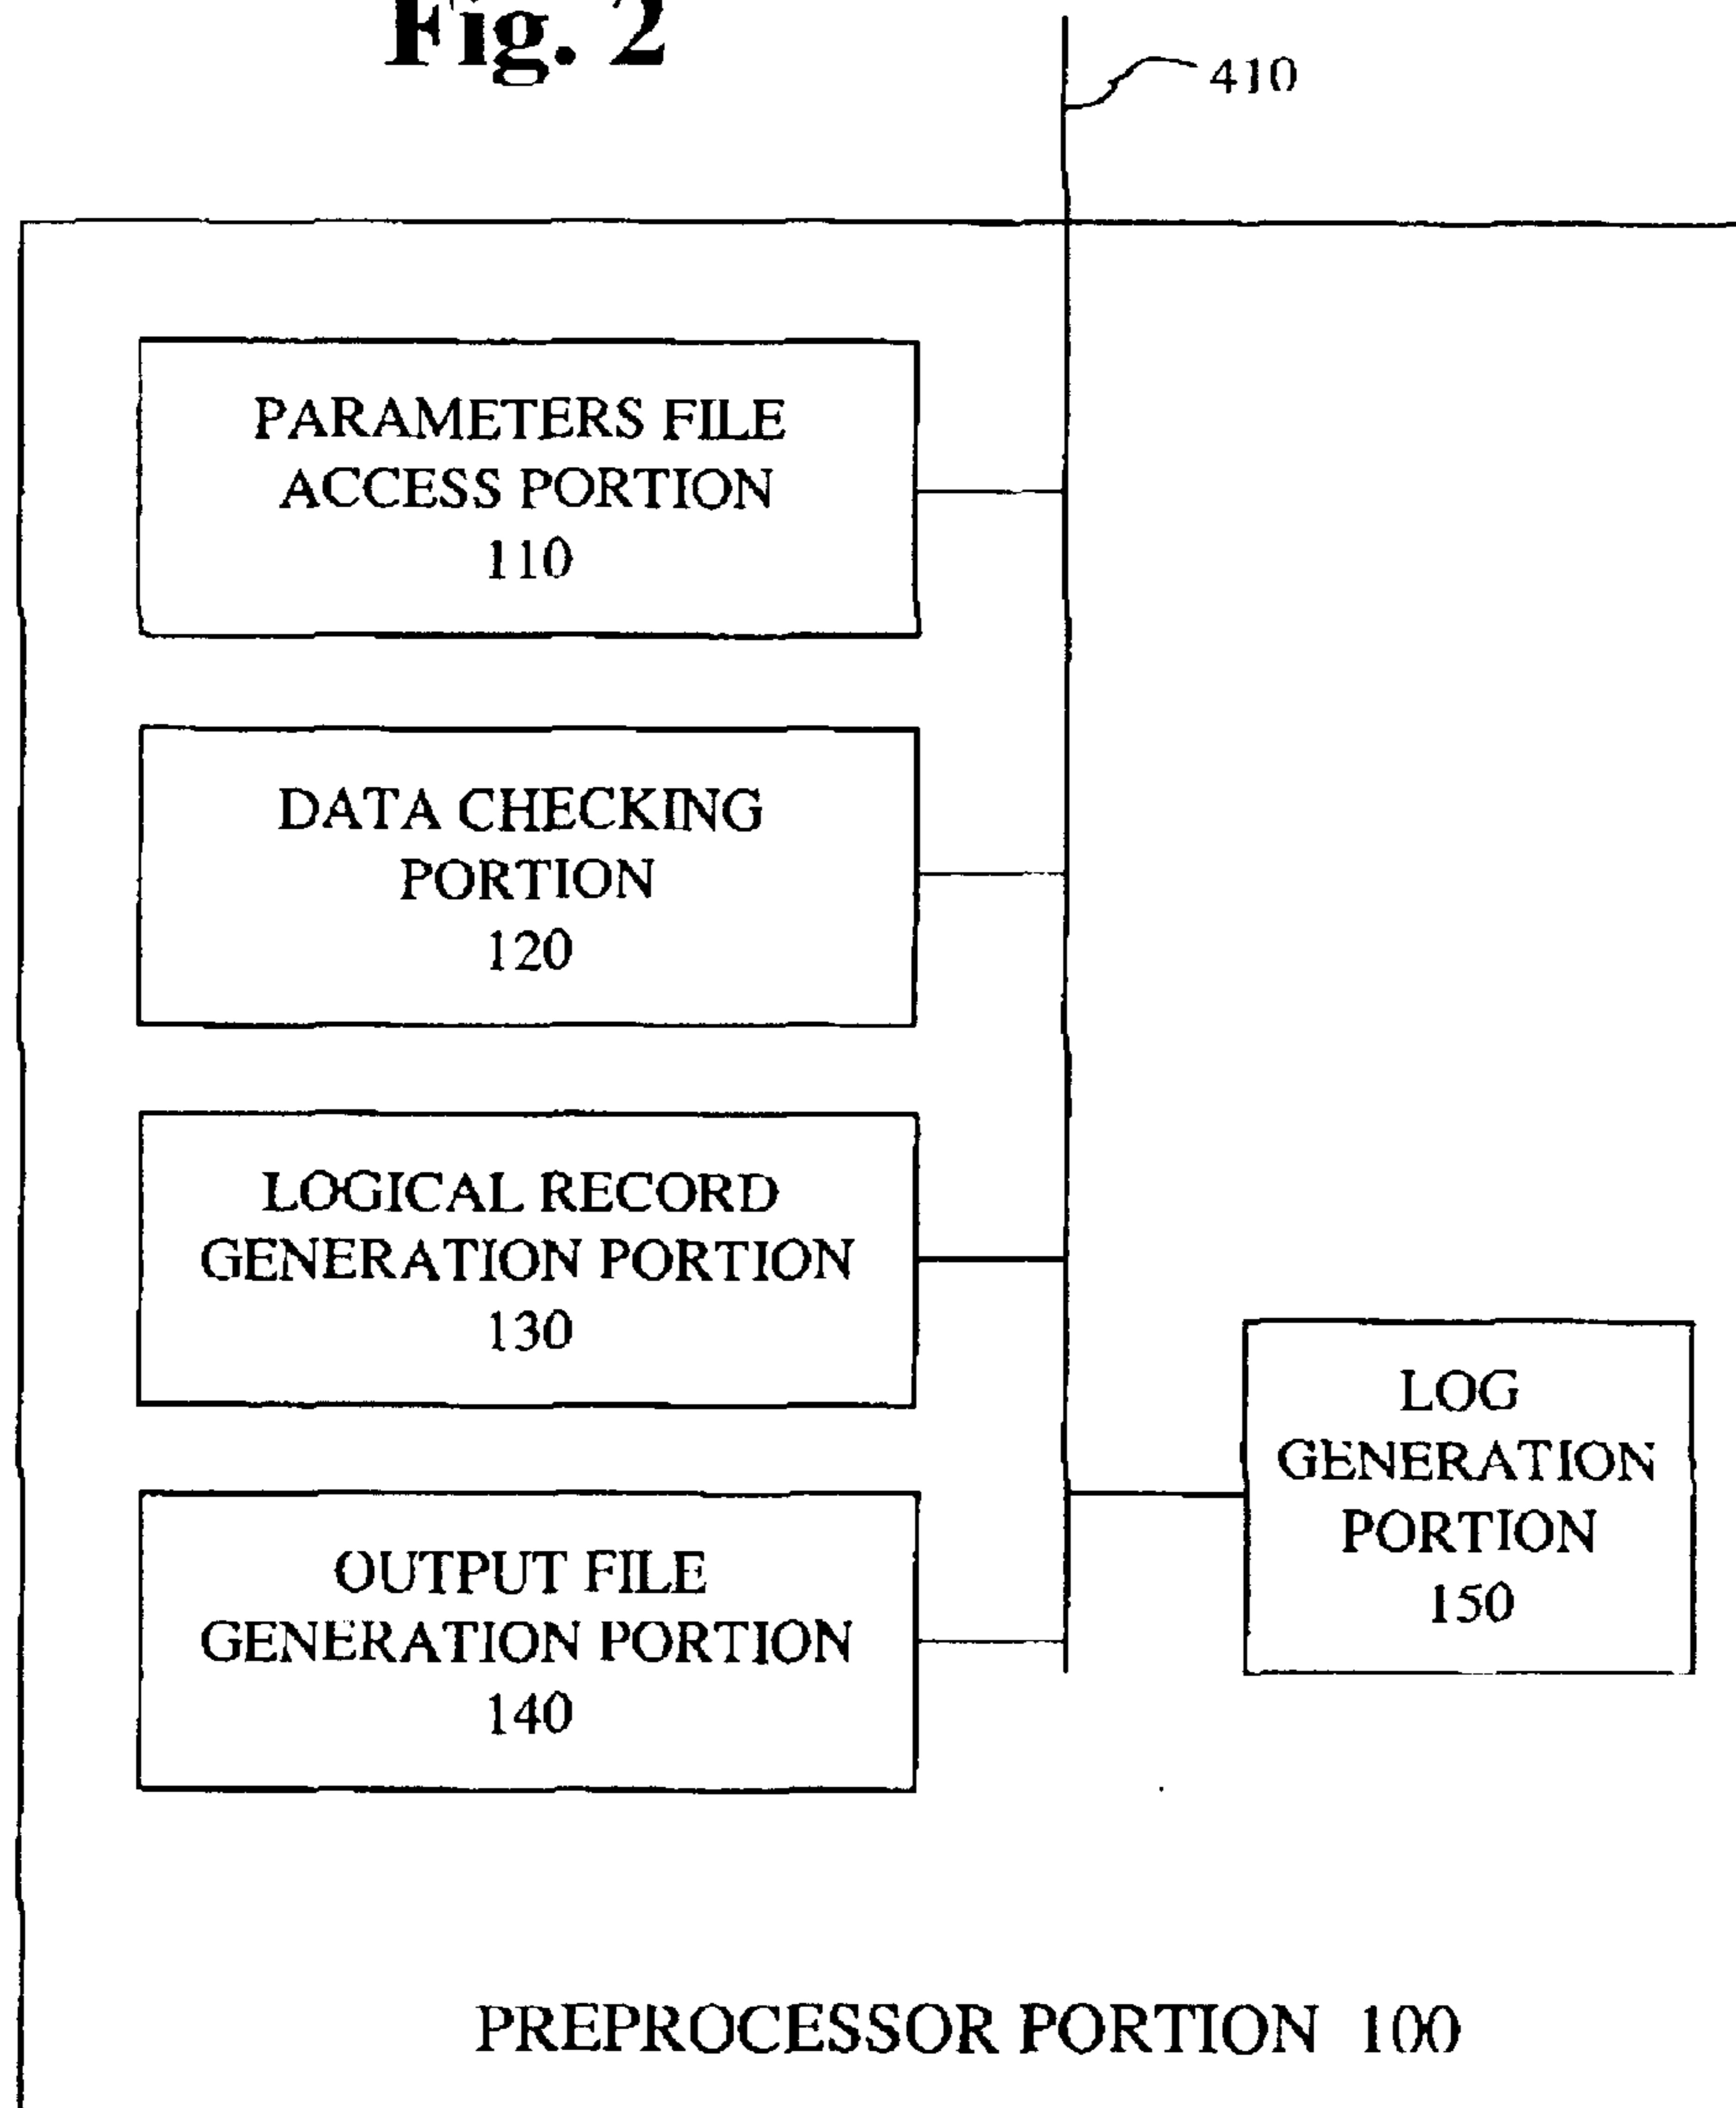 Fig. 2
410
PARAMETERS FILE
ACCESS PORTION
110
DATA CHECKING
PORTION
120
LOGICAL RECORD
GENERATION PORTION
130
LOG
GENERATION
PORTION
150
OUTPUT FILE
GENERATION PORTION
140
PREPROCESSOR PORTION 100